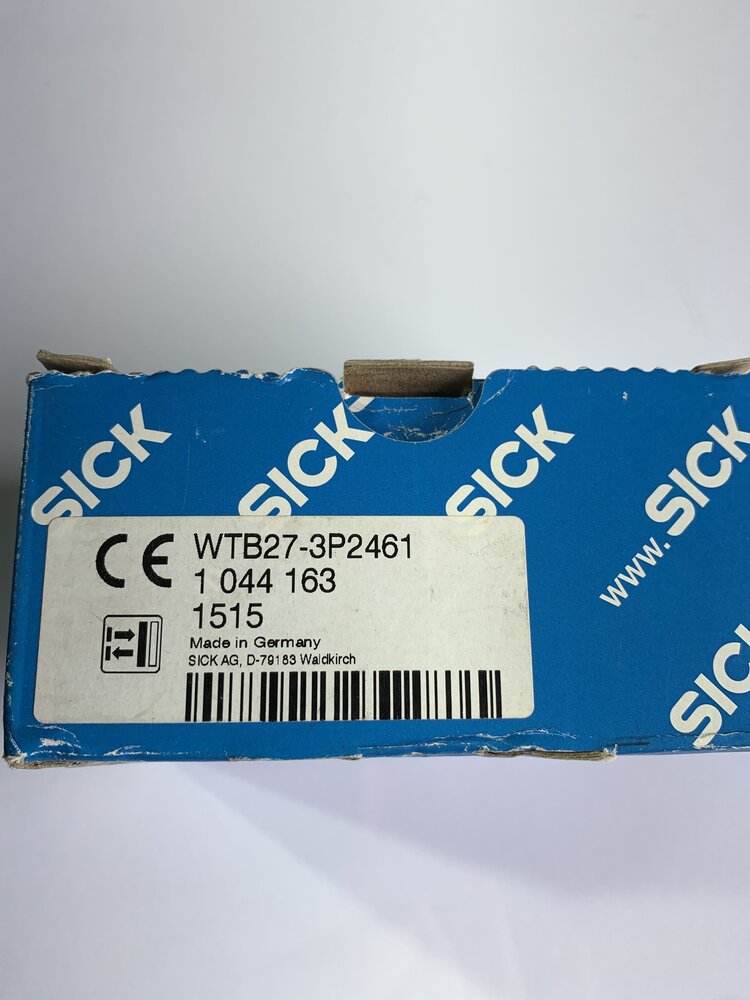 SICK
SICK
SICK
www.SICK
SICK
CE WTB27-3P2461
1 044 163
1515
Made in Germany
SICK AG, D-79183 Waldkirch